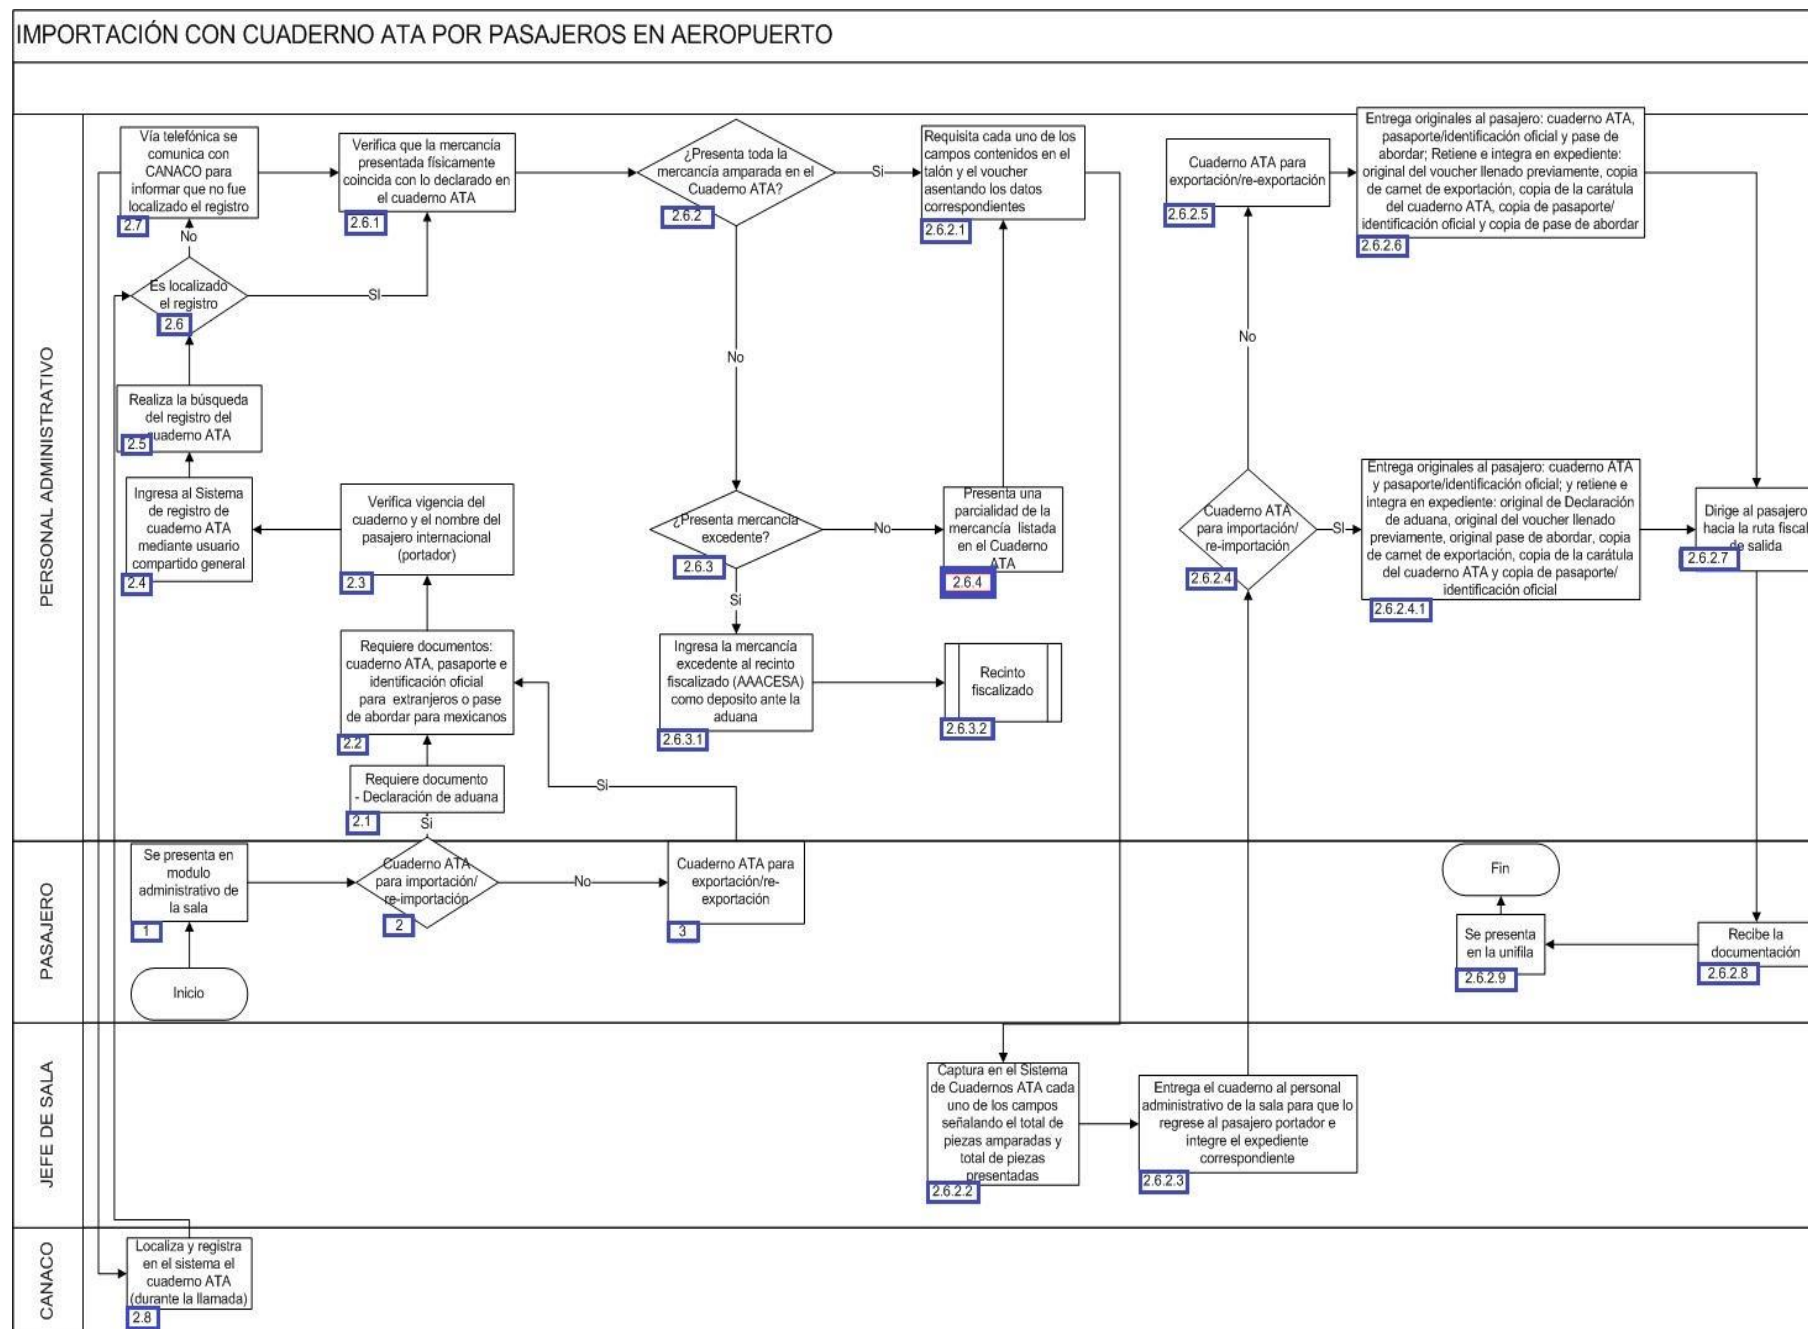 IMPORTACIÓN CON CUADERNO ATA POR PASAJEROS EN AEROPUERTO
PERSONAL ADMINISTRATIVO
Vía telefónica se
comunica con
CANACO para
informar que no fue
localizado el registro
2.7
No
Verifica que la mercancía
presentada físicamente
coincida con lo declarado en
el cuaderno ATA
2.6.1
¿Presenta toda la
mercancía amparada en el
Cuaderno ATA?
2.6.2
Si
Requisita cada uno de los
campos contenidos en el
talón y el voucher
asentando los datos
correspondientes
2.6.2.1
Cuaderno ATA para
exportación/re-exportación
2.6.2.5
Entrega originales al pasajero: cuaderno ATA,
pasaporte/identificación oficial y pase de
abordar; Retiene e integra en expediente:
original del voucher llenado previamente, copia
de carnet de exportación, copia de la carátula
del cuaderno ATA, copia de pasaporte/
identificación oficial y copia de pase de abordar
2.6.2.6
Es localizado
el registro
2.6
SI
No
No
Realiza la búsqueda
del registro del
cuaderno ATA
2.5
Ingresa al Sistema
de registro de
cuaderno ATA
mediante usuario
compartido general
2.4
Verifica vigencia del
cuaderno y el nombre del
pasajero internacional
(portador)
2.3
¿Presenta mercancía
excedente?
2.6.3
No
Si
Presenta una
parcialidad de la
mercancía listada
en el Cuaderno
ATA
2.6.4
Cuaderno ATA
para importación/
re-importación
2.6.2.4
SI
Entrega originales al pasajero: cuaderno ATA
y pasaporte/identificación oficial; y retiene e
integra en expediente: original de Declaración
de aduana, original del voucher llenado
previamente, original pase de abordar, copia
de carnet de exportación, copia de la carátula
del cuaderno ATA y copia de pasaporte/
identificación oficial
2.6.2.4.1
Dirige al pasajero
hacia la ruta fiscal
de salida
2.6.2.7
Requiere documentos:
cuaderno ATA, pasaporte e
identificación oficial
para extranjeros o pase
de abordar para mexicanos
2.2
Ingresa la mercancía
excedente al recinto
fiscalizado (AAACESA)
como deposito ante la
aduana
2.6.3.1
Recinto
fiscalizado
2.6.3.2
Requiere documento
- Declaración de aduana
2.1
Si
Si
PASAJERO
Se presenta en
modulo
administrativo de
la sala
1
Cuaderno ATA
para importación/
re-importación
2
No
Cuaderno ATA para
exportación/re-
exportación
3
Inicio
Fin
Se presenta
en la unifila
2.6.2.9
Recibe la
documentación
2.6.2.8
JEFE DE SALA
Captura en el Sistema
de Cuadernos ATA cada
uno de los campos
señalando el total de
piezas amparadas y
total de piezas
presentadas
2.6.2.2
Entrega el cuaderno al personal
administrativo de la sala para que lo
regrese al pasajero portador e
integre el expediente
correspondiente
2.6.2.3
CANACO
Localiza y registra
en el sistema el
cuaderno ATA
(durante la llamada)
2.8